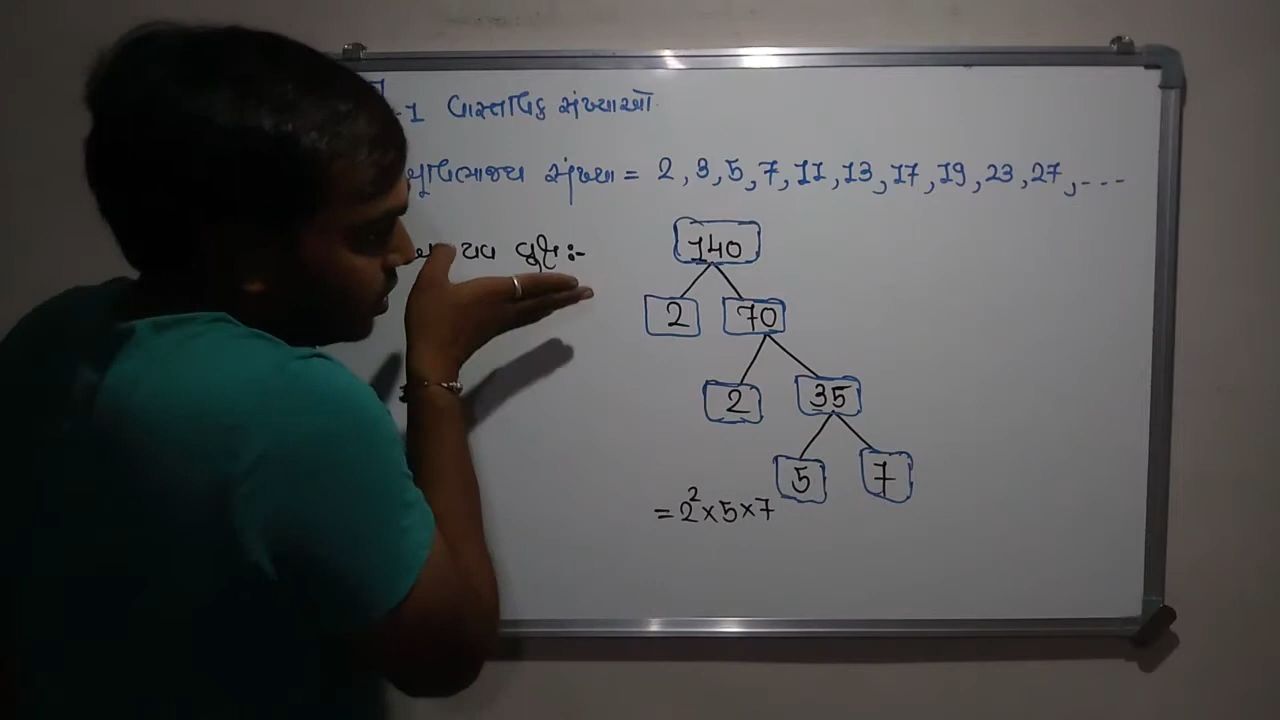 -1 વાસ્તવિક સંખ્યાઓ
સંખ્યા = 2, 3, 5, 7, 11, 13, 17, 19, 23, 27, ---
વૃક્ષ :-
140
2 70
2 35
5 7
= 2² × 5 × 7